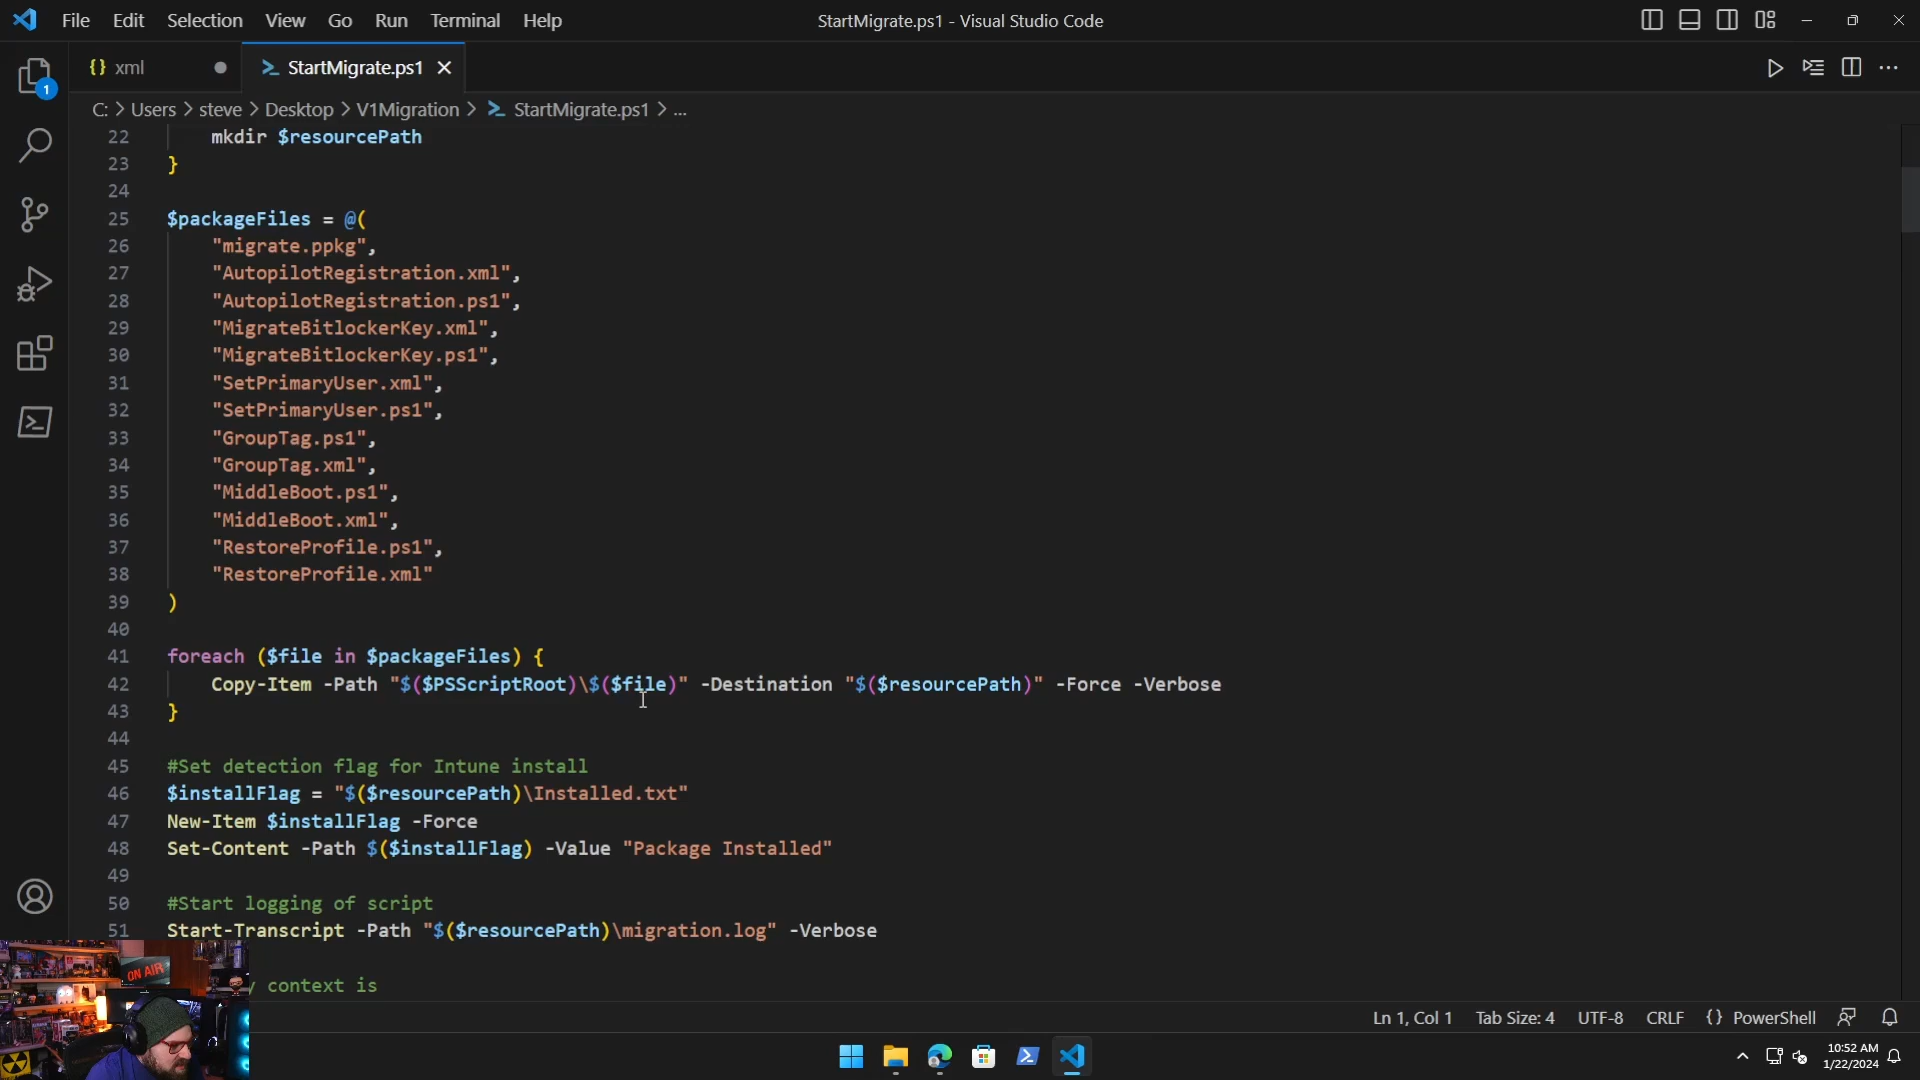 File Edit Selection View Go Run Terminal Help
StartMigrate.ps1 - Visual Studio Code
{} xml
StartMigrate.ps1
C: > Users > steve > Desktop > V1Migration > StartMigrate.ps1 > ...
1
22 mkdir $resourcePath
23 }
24
25 $packageFiles = @(
26 "migrate.ppkg",
27 "AutopilotRegistration.xml",
28 "AutopilotRegistration.ps1",
29 "MigrateBitlockerKey.xml",
30 "MigrateBitlockerKey.ps1",
31 "SetPrimaryUser.xml",
32 "SetPrimaryUser.ps1",
33 "GroupTag.ps1",
34 "GroupTag.xml",
35 "MiddleBoot.ps1",
36 "MiddleBoot.xml",
37 "RestoreProfile.ps1",
38 "RestoreProfile.xml"
39 )
40
41 foreach ($file in $packageFiles) {
42 Copy-Item -Path "$($PSScriptRoot)\$($file)" -Destination "$($resourcePath)" -Force -Verbose
43 }
44
45 #Set detection flag for Intune install
46 $installFlag = "$($resourcePath)\Installed.txt"
47 New-Item $installFlag -Force
48 Set-Content -Path $($installFlag) -Value "Package Installed"
49
50 #Start logging of script
51 Start-Transcript -Path "$($resourcePath)\migration.log" -Verbose
context is
ON AIR
Ln 1, Col 1 Tab Size: 4 UTF-8 CRLF {} PowerShell
10:52 AM
1/22/2024